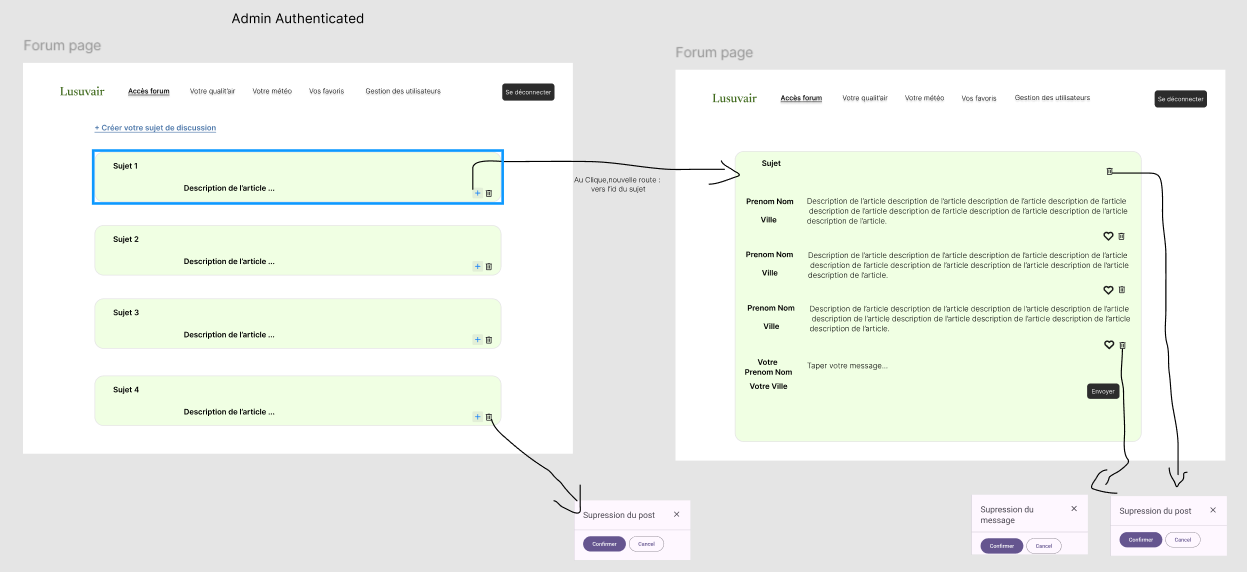 Admin Authenticated
Forum page
Lusuvair
Accès forum
Votre qualit'air
Votre météo
Vos favoris
Gestion des utilisateurs
Se déconnecter
+ Créer votre sujet de discussion
Sujet 1
Description de l'article ...
Sujet 2
Description de l'article ...
Sujet 3
Description de l'article ...
Sujet 4
Description de l'article ...
Au Clique,nouvelle route :
vers l'id du sujet
Supression du post
Confirmer
Cancel
Forum page
Lusuvair
Accès forum
Votre qualit'air
Votre météo
Vos favoris
Gestion des utilisateurs
Se déconnecter
Sujet
Prenom Nom
Ville
Description de l'article description de l'article description de l'article description de l'article
description de l'article description de l'article description de l'article description de l'article
description de l'article.
Prenom Nom
Ville
Description de l'article description de l'article description de l'article description de l'article
description de l'article description de l'article description de l'article description de l'article
description de l'article.
Prenom Nom
Ville
Description de l'article description de l'article description de l'article description de l'article
description de l'article description de l'article description de l'article description de l'article
description de l'article.
Votre
Prenom Nom
Votre Ville
Taper votre message...
Envoyer
Supression du
message
Confirmer
Cancel
Supression du post
Confirmer
Cancel